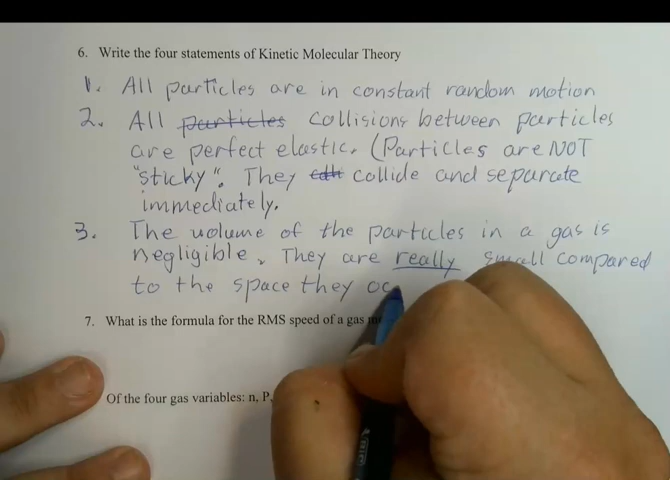 6. Write the four statements of Kinetic Molecular Theory
1. All particles are in constant random motion
2. All particles collisions between particles
are perfect elastic. (Particles are NOT
"sticky". They cdh collide and separate
immediately.
3. The volume of the particles in a gas is
negligible. They are really small compared
to the space they oc
7. What is the formula for the RMS speed of a gas
Of the four gas variables: n, P,
BIC